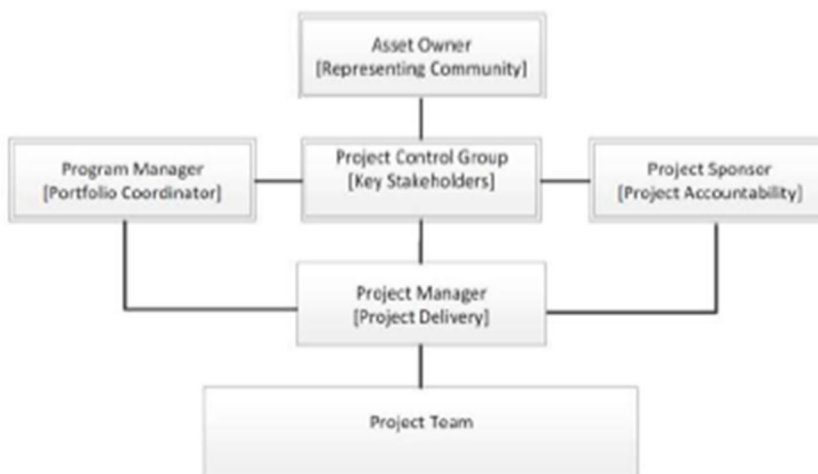 Asset Owner
[Representing Community]
Program Manager
[Portfolio Coordinator]
Project Control Group
[Key Stakeholders]
Project Sponsor
[Project Accountability]
Project Manager
[Project Delivery]
Project Team